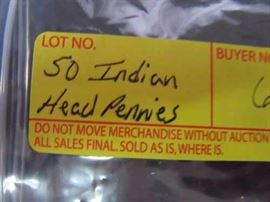 LOT NO.
BUYER NO
50 Indian
Head Pennies
DO NOT MOVE MERCHANDISE WITHOUT AUCTION
ALL SALES FINAL. SOLD AS IS, WHERE IS.